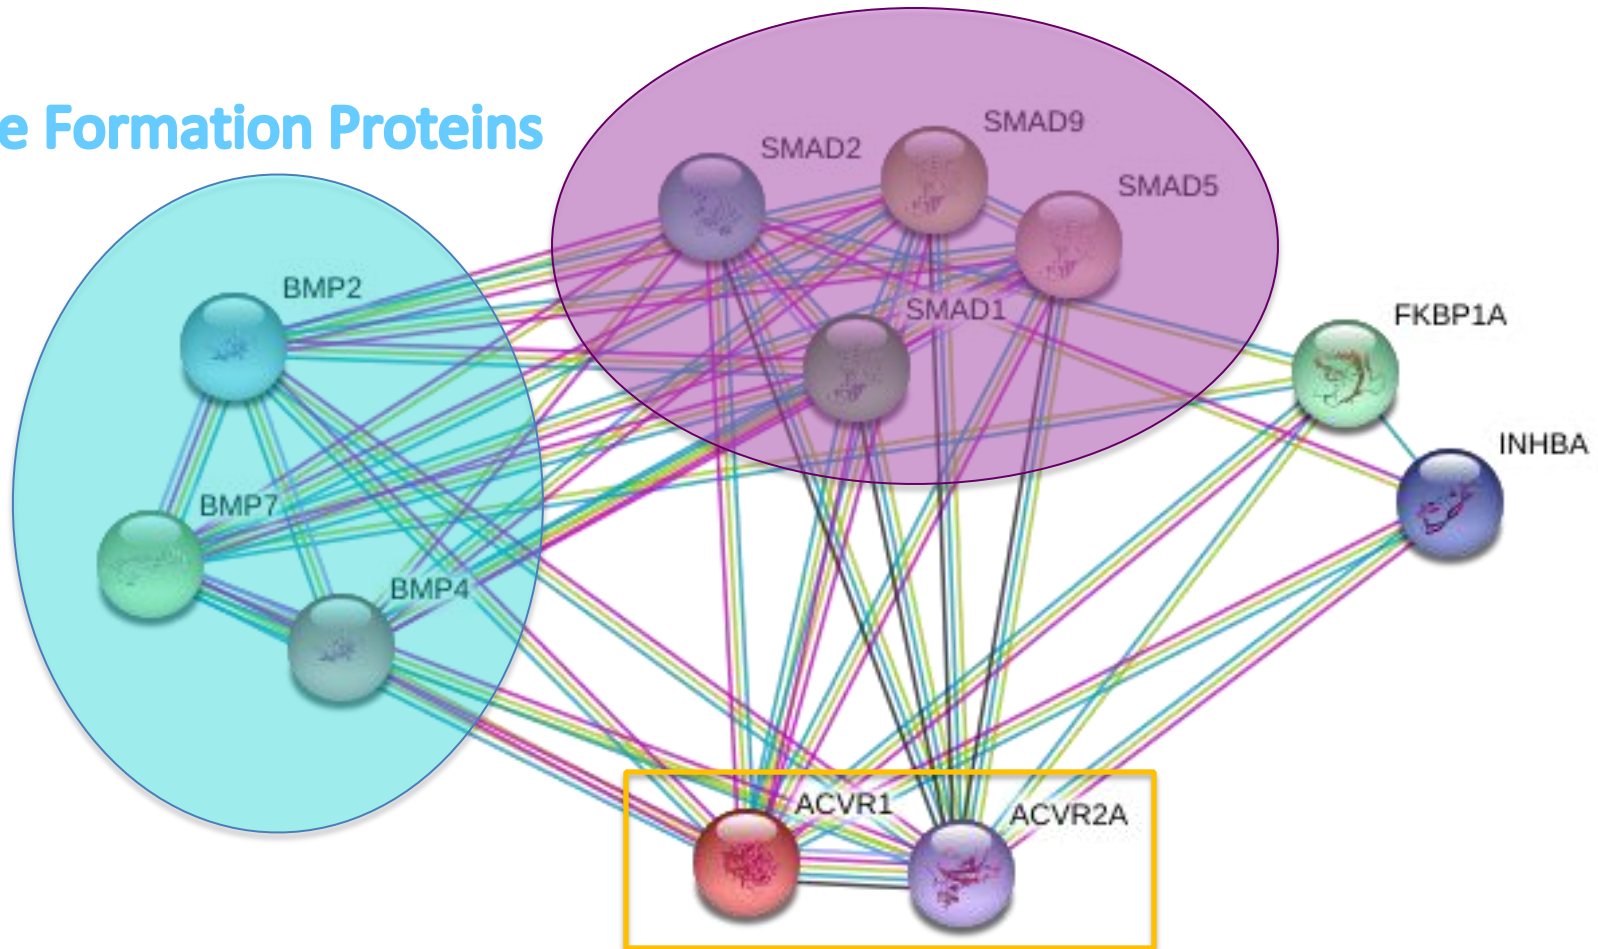 e Formation Proteins
SMAD9
SMAD2
SMAD5
BMP2
SMAD1
FKBP1A
INHBA
BMP7
BMP4
ACVR1
ACVR2A